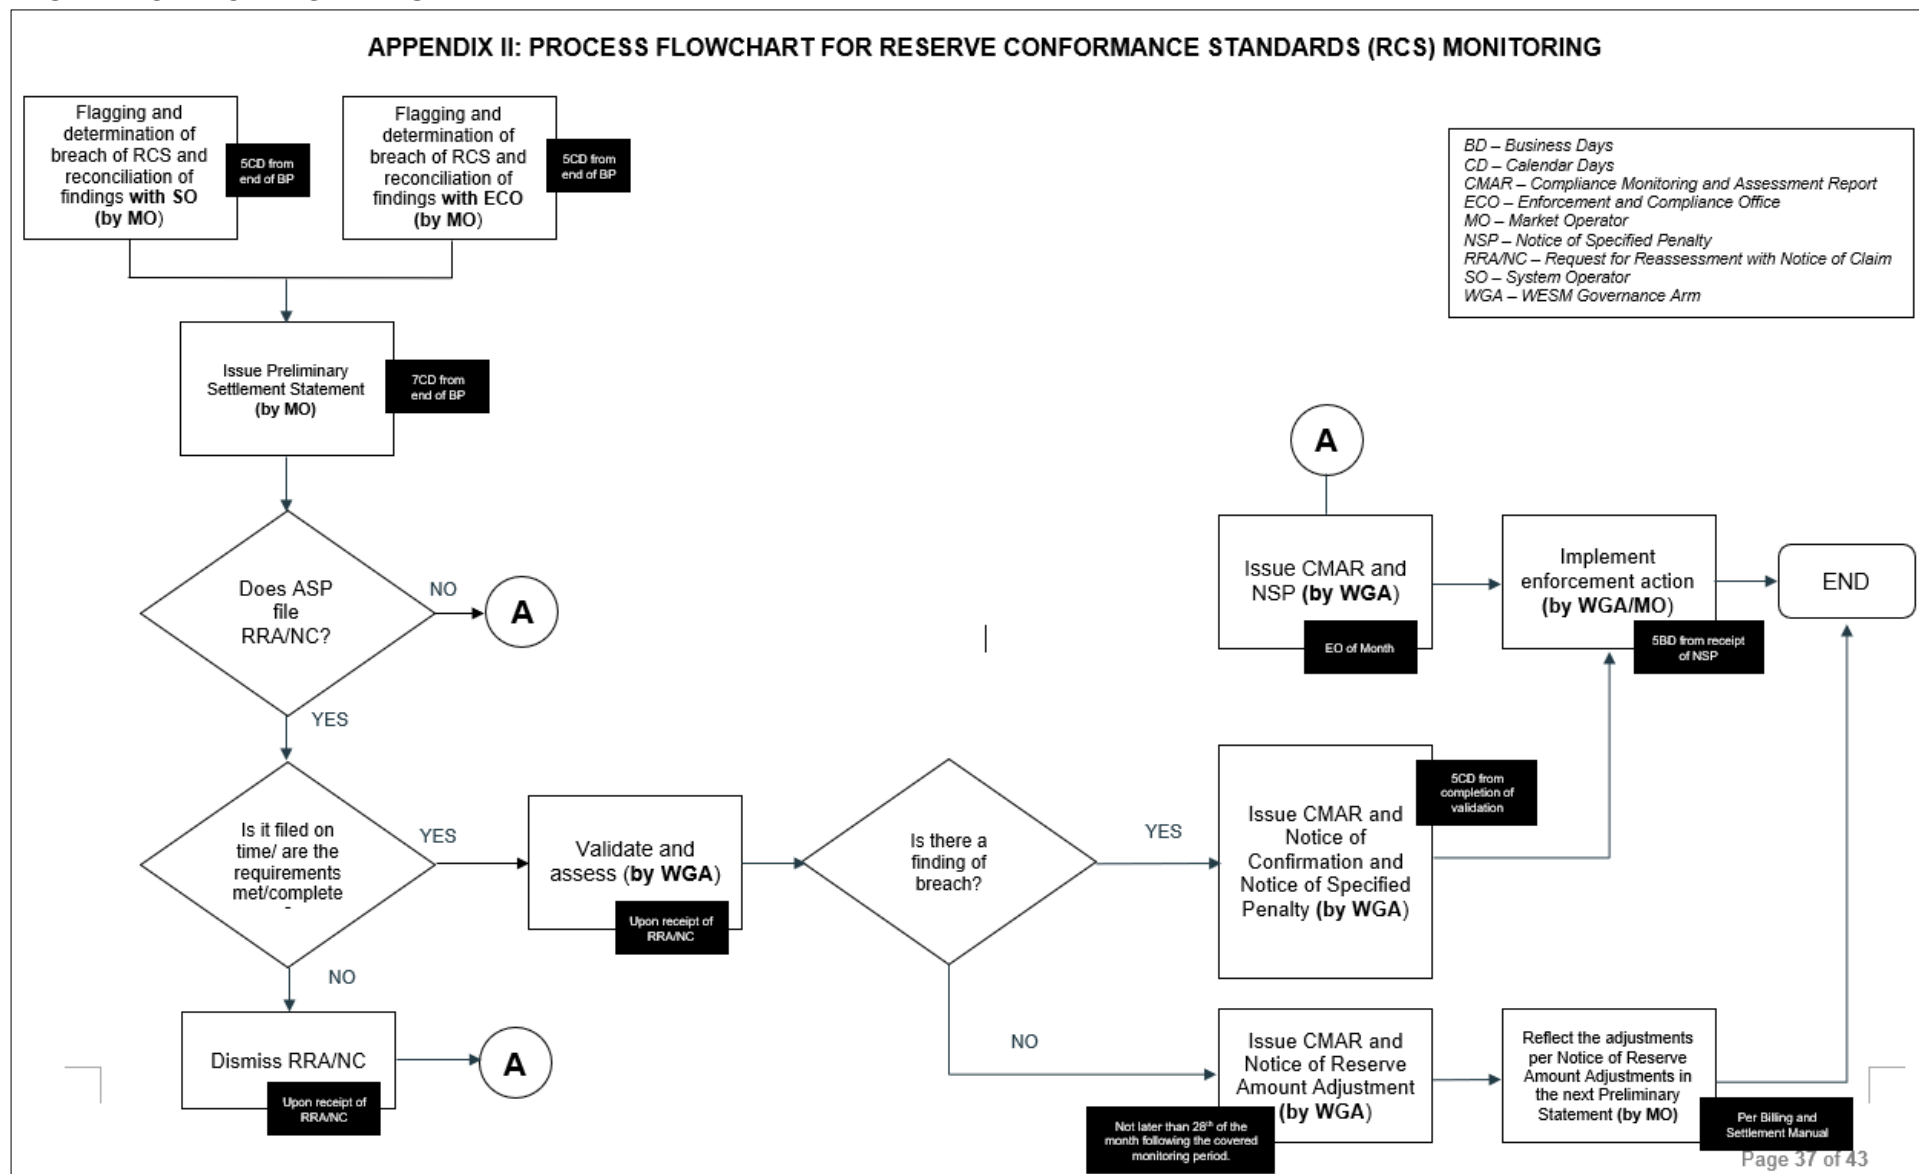 APPENDIX II: PROCESS FLOWCHART FOR RESERVE CONFORMANCE STANDARDS (RCS) MONITORING
Flagging and
determination of
breach of RCS and
reconciliation of
findings with SO
(by MO)
5CD from
end of BP
Flagging and
determination of
breach of RCS and
reconciliation of
findings with ECO
(by MO)
5CD from
end of BP
BD – Business Days
CD – Calendar Days
CMAR – Compliance Monitoring and Assessment Report
ECO – Enforcement and Compliance Office
MO – Market Operator
NSP – Notice of Specified Penalty
RRA/NC – Request for Reassessment with Notice of Claim
SO – System Operator
WGA – WESM Governance Arm
Issue Preliminary
Settlement Statement
(by MO)
7CD from
end of BP
Does ASP
file
RRA/NC?
NO
A
YES
Is it filed on
time/ are the
requirements
met/complete
YES
NO
Dismiss RRA/NC
Upon receipt of
RRA/NC
A
Validate and
assess (by WGA)
Upon receipt of
RRA/NC
Is there a
finding of
breach?
YES
NO
A
Issue CMAR and
NSP (by WGA)
EO of Month
Implement
enforcement action
(by WGA/MO)
5BD from receipt
of NSP
END
Issue CMAR and
Notice of
Confirmation and
Notice of Specified
Penalty (by WGA)
5CD from
completion of
validation
Issue CMAR and
Notice of Reserve
Amount Adjustment
(by WGA)
Not later than 28th of the
month following the covered
monitoring period.
Reflect the adjustments
per Notice of Reserve
Amount Adjustments in
the next Preliminary
Statement (by MO)
Per Billing and
Settlement Manual
Page 37 of 43